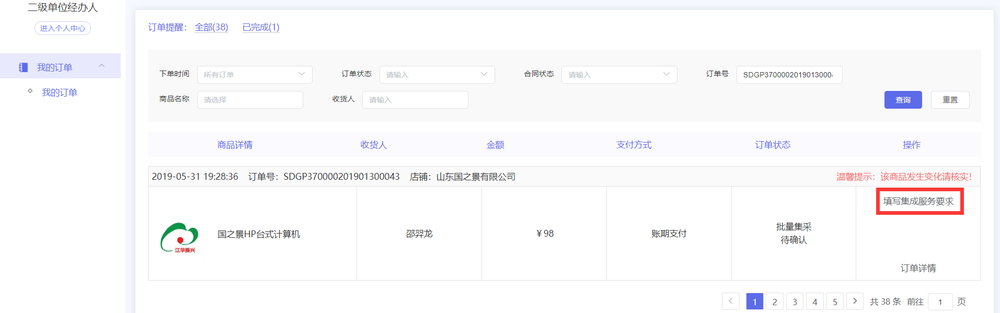 二级单位经办人
进入个人中心
我的订单
我的订单
订单提醒： 全部(38) 已完成(1)
下单时间 所有订单 订单状态 请输入 合同状态 请输入 订单号 SDGP3700002019013000
商品名称 请选择 收货人 请输入 查询 重置
商品详情 收货人 金额 支付方式 订单状态 操作
2019-05-31 19:28:36 订单号：SDGP370000201901300043 店铺：山东国之景有限公司 温馨提示：该商品发生变化请核实！
填写集成服务要求
江华振兴
国之景HP台式计算机 邵羿龙 ￥98 账期支付 批量集采
待确认
订单详情
1 2 3 4 5 共 38 条 前往 1 页